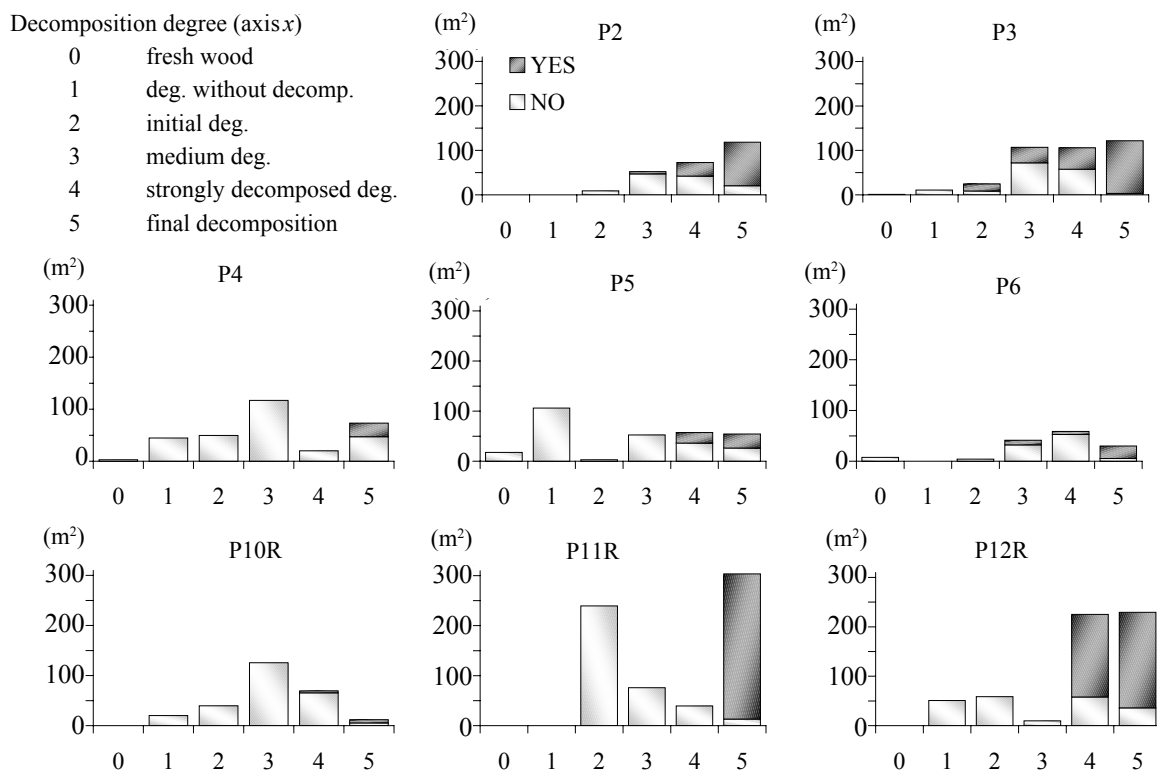 Decomposition degree (axis x)
0 fresh wood
1 deg. without decomp.
2 initial deg.
3 medium deg.
4 strongly decomposed deg.
5 final decomposition
(m²)
P2
300
200
100
0
YES
NO
0 1 2 3 4 5
(m²)
P3
300
200
100
0
0 1 2 3 4 5
(m²)
P4
300
200
100
0
0 1 2 3 4 5
(m²)
P5
300
200
100
0
0 1 2 3 4 5
(m²)
P6
300
200
100
0
0 1 2 3 4 5
(m²)
P10R
300
200
100
0
0 1 2 3 4 5
(m²)
P11R
300
200
100
0
0 1 2 3 4 5
(m²)
P12R
300
200
100
0
0 1 2 3 4 5